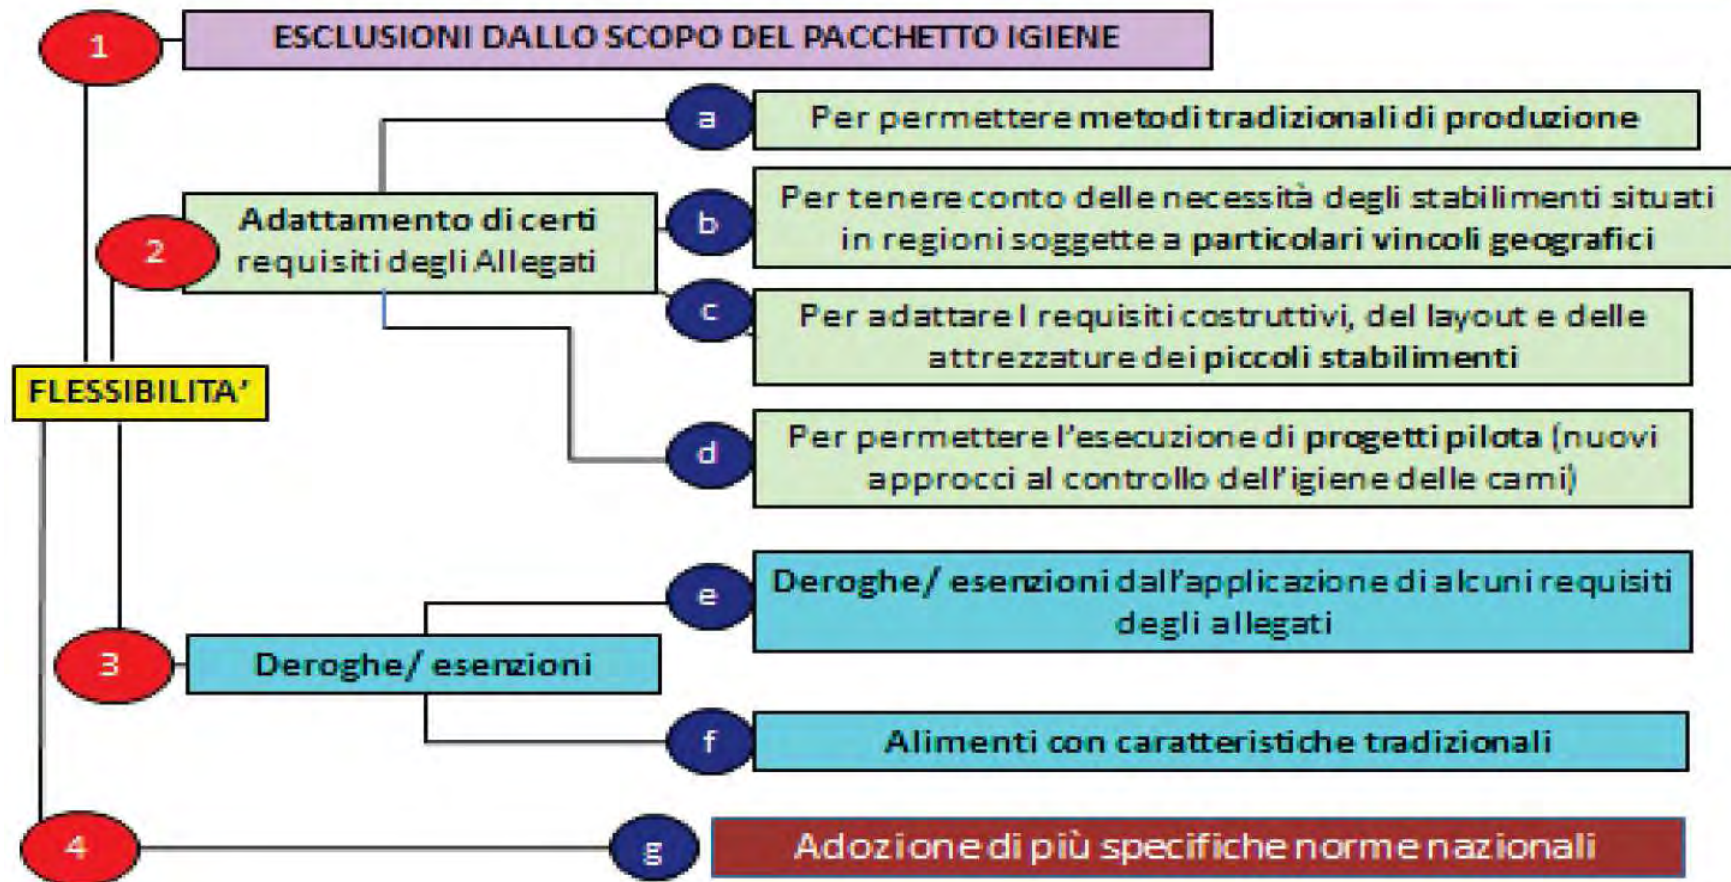 1
ESCLUSIONI DALLO SCOPO DEL PACCHETTO IGIENE
a
Per permettere metodi tradizionali di produzione
2
Adattamento di certi
requisiti degli Allegati
b
Per tenere conto delle necessità degli stabilimenti situati
in regioni soggette a particolari vincoli geografici
c
Per adattare I requisiti costruttivi, del layout e delle
attrezzature dei piccoli stabilimenti
FLESSIBILITA’
d
Per permettere l’esecuzione di progetti pilota (nuovi
approcci al controllo dell’igiene delle cami)
3
Deroghe/ esenzioni
e
Deroghe/ esenzioni dall’applicazione di alcuni requisiti
degli allegati
f
Alimenti con caratteristiche tradizionali
4
g
Adozione di più specifiche norme nazionali